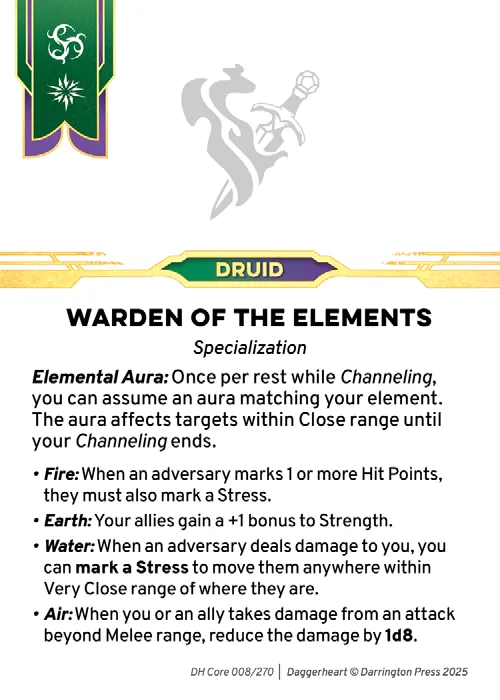 DRUID
WARDEN OF THE ELEMENTS
Specialization
Elemental Aura: Once per rest while Channeling,
you can assume an aura matching your element.
The aura affects targets within Close range until
your Channeling ends.
• Fire: When an adversary marks 1 or more Hit Points,
they must also mark a Stress.
• Earth: Your allies gain a +1 bonus to Strength.
• Water: When an adversary deals damage to you, you
can mark a Stress to move them anywhere within
Very Close range of where they are.
• Air: When you or an ally takes damage from an attack
beyond Melee range, reduce the damage by 1d8.
DH Core 008/270 | Daggerheart © Darrington Press 2025